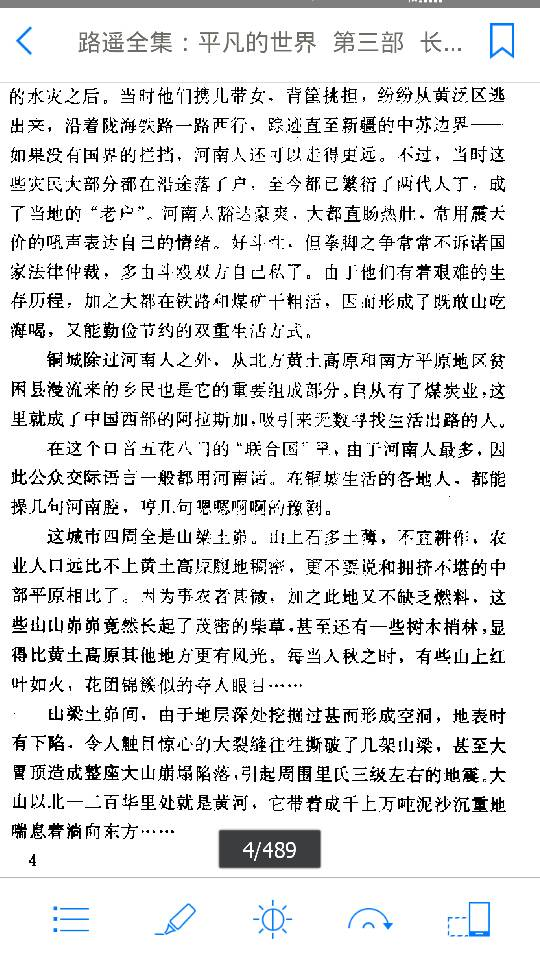 路遥全集：平凡的世界 第三部 长...
的水灾之后。当时他们携儿带女，背筐挑担，纷纷从黄泛区逃
出来，沿着陇海铁路一路西行，踪迹直至新疆的中苏边界——
如果没有国界的拦挡，河南人还可以走得更远。不过，当时这
些灾民大部分都在沿途落了户，至今都已繁衍了两代人丁，成
了当地的“老户”。河南人豁达豪爽，大都直肠热肚，常用震天
价的吼声表达自己的情绪。好斗性，但拳脚之争常常不诉诸国
家法律仲裁，多由斗殴双方自己私了。由于他们有着艰难的生
存历程，加之大都在铁路和煤矿干粗活，因而形成了既敢山吃
海喝，又能勤俭节约的双重生活方式。
铜城除过河南人之外，从北方黄土高原和南方平原地区贫
困县漫流来的乡民也是它的重要组成部分。自从有了煤炭业，这
里就成了中国西部的阿拉斯加，吸引来无数寻找生活出路的人。
在这个口音五花八门的“联合国”里，由于河南人最多，因
此公众交际语言一般都用河南话。在铜城生活的各地人，都能
操几句河南腔，哼几句嗯嗯啊啊的豫剧。
这城市四周全是山梁土峁。山上石多土薄，不宜耕作，农
业人口远比不上黄土高原腹地稠密，更不要说和拥挤不堪的中
部平原相比了。因为事农者甚微，加之此地又不缺乏燃料，这
些山山峁峁竟然长起了茂密的柴草，甚至还有一些树木梢林，显
得比黄土高原其他地方更有风光。每当入秋之时，有些山上红
叶如火，花团锦簇似的夺人眼目……
山梁土峁间，由于地层深处挖掘过甚而形成空洞，地表时
有下陷，令人触目惊心的大裂缝往往撕破了几架山梁，甚至大
冒顶造成整座大山崩塌陷落，引起周围里氏三级左右的地震。大
山以北一二百华里处就是黄河，它带着成千上万吨泥沙沉重地
喘息着淌向东方……
4
4/489